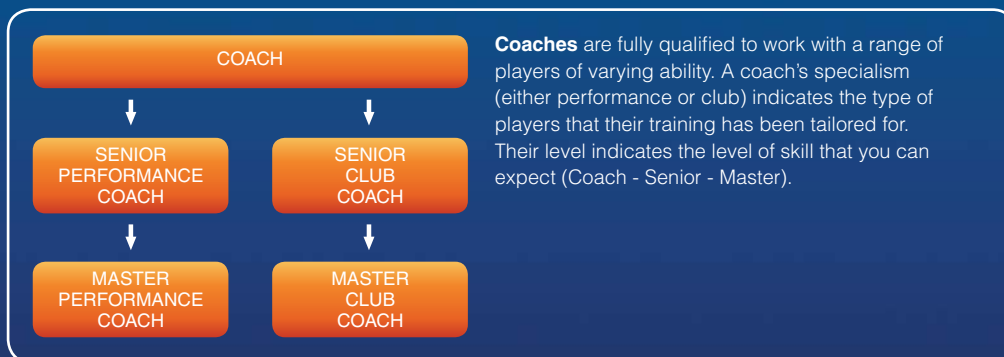 COACH
SENIOR
PERFORMANCE
COACH
SENIOR
CLUB
COACH
MASTER
PERFORMANCE
COACH
MASTER
CLUB
COACH
Coaches are fully qualified to work with a range of
players of varying ability. A coach’s specialism
(either performance or club) indicates the type of
players that their training has been tailored for.
Their level indicates the level of skill that you can
expect (Coach - Senior - Master).